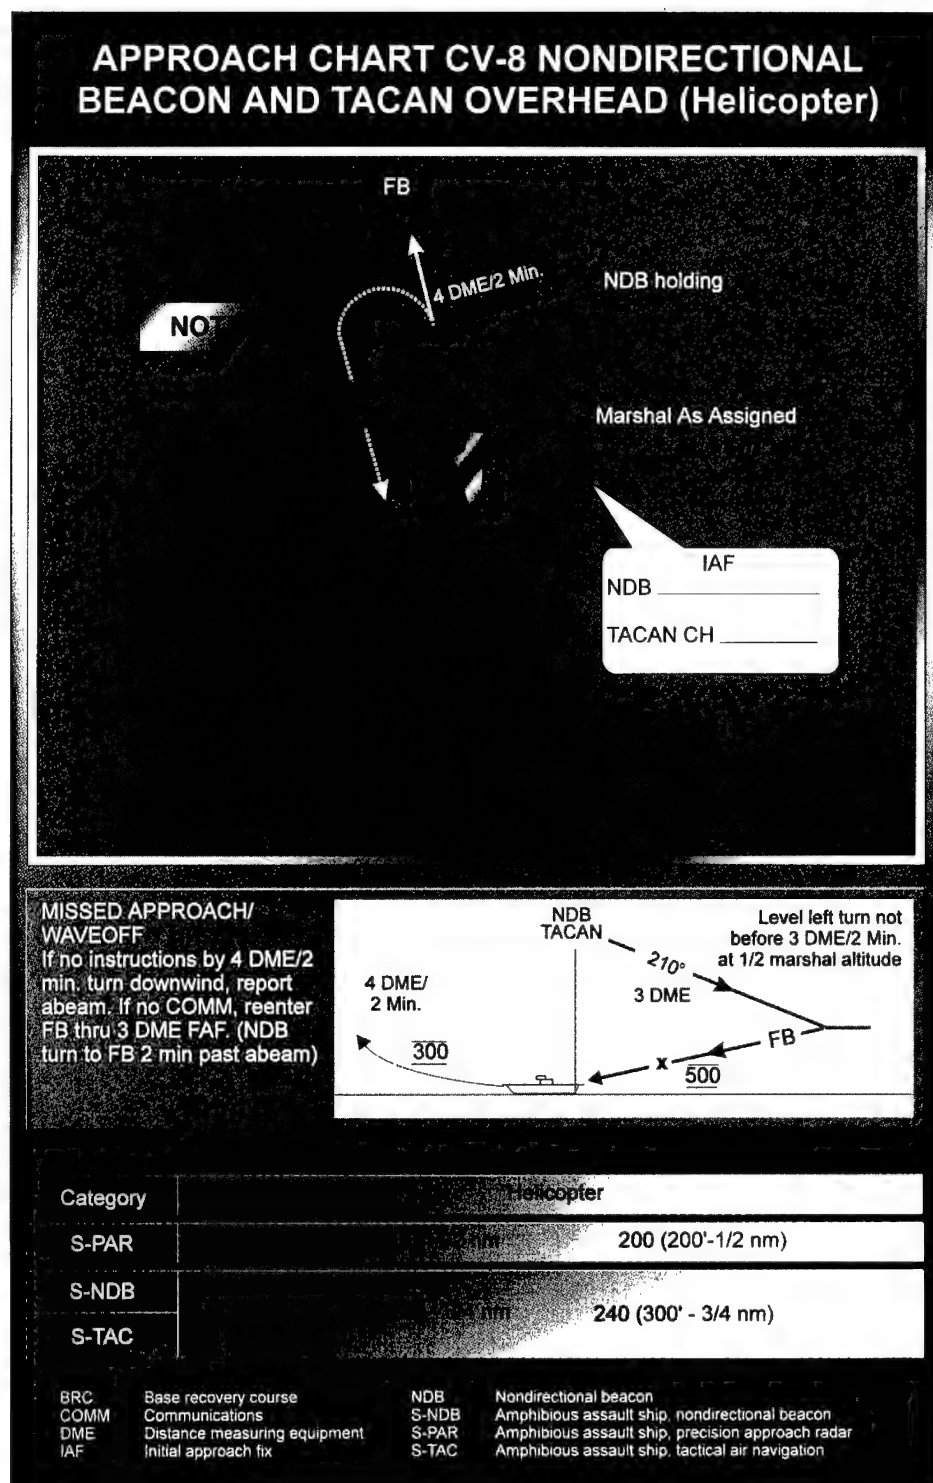 APPROACH CHART CV-8 NONDIRECTIONAL
BEACON AND TACAN OVERHEAD (Helicopter)
FB
4 DME/2 Min.
NDB holding
NOT
Marshal As Assigned
IAF
NDB
TACAN CH
MISSED APPROACH/
WAVEOFF
If no instructions by 4 DME/2
min. turn downwind, report
abeam. If no COMM, reenter
FB thru 3 DME FAF. (NDB
turn to FB 2 min past abeam)
NDB
TACAN
Level left turn not
before 3 DME/2 Min.
at 1/2 marshal altitude
210°
3 DME
4 DME/
2 Min.
300
FB
x
500
Category
Helicopter
S-PAR
nm
200 (200'-1/2 nm)
S-NDB
S-TAC
nm
240 (300' - 3/4 nm)
BRC Base recovery course
COMM Communications
DME Distance measuring equipment
IAF Initial approach fix
NDB Nondirectional beacon
S-NDB Amphibious assault ship, nondirectional beacon
S-PAR Amphibious assault ship, precision approach radar
S-TAC Amphibious assault ship, tactical air navigation